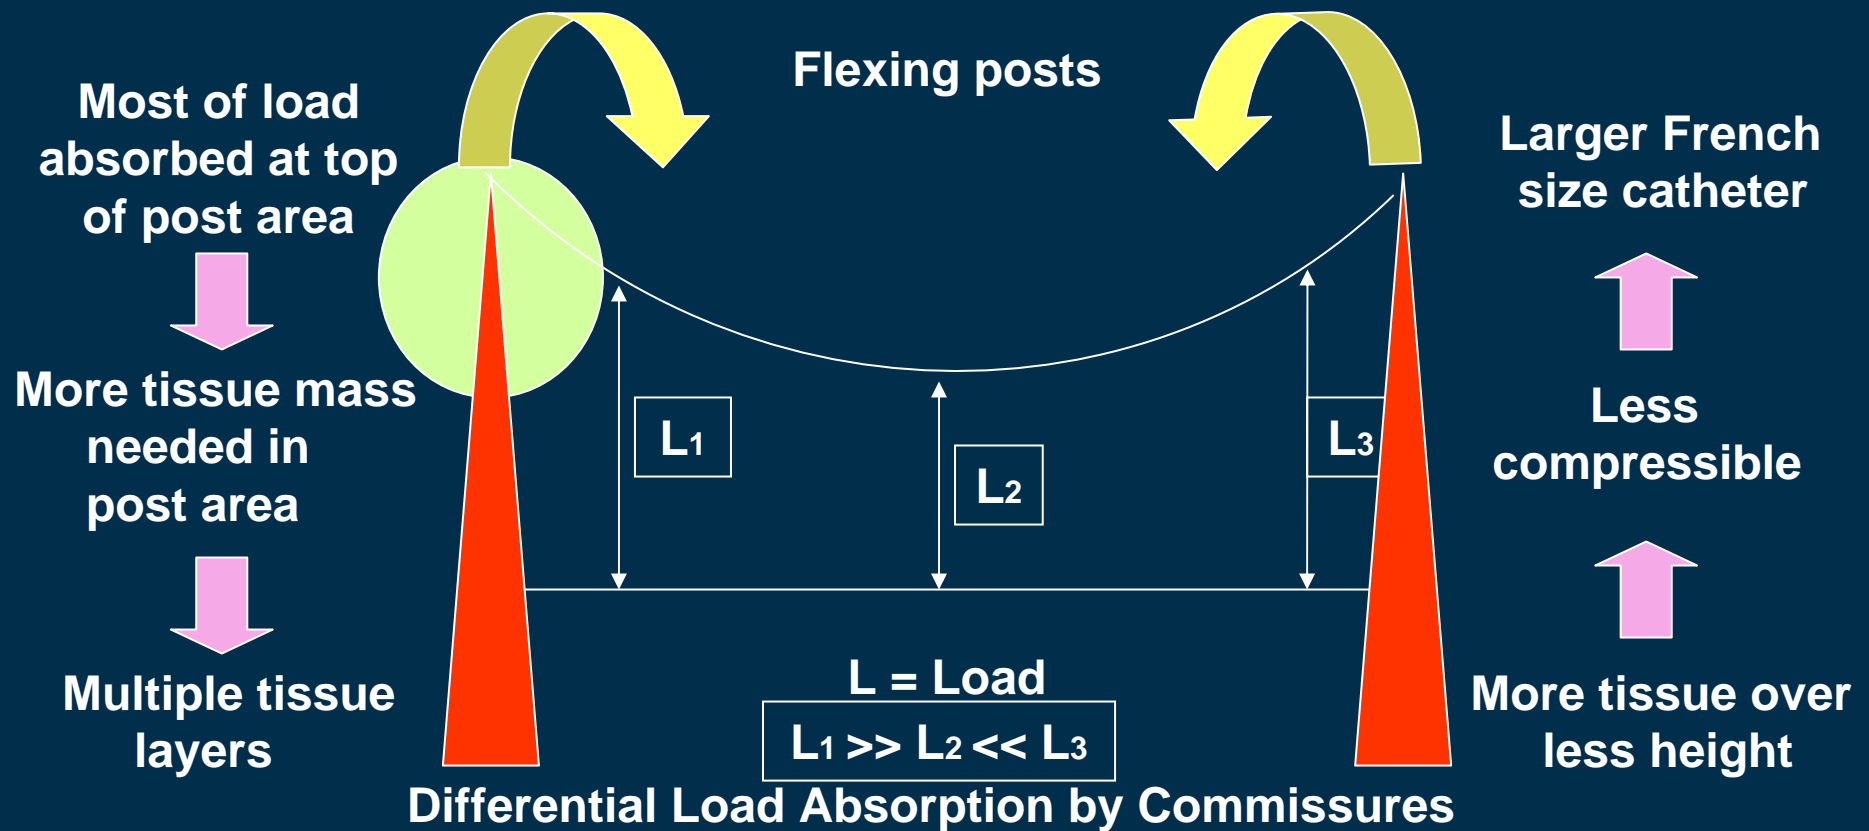 Flexing posts
Most of load
absorbed at top
of post area
More tissue mass
needed in
post area
Multiple tissue
layers
L1
L2
L3
Larger French
size catheter
Less
compressible
More tissue over
less height
L = Load
L1 >> L2 << L3
Differential Load Absorption by Commissures